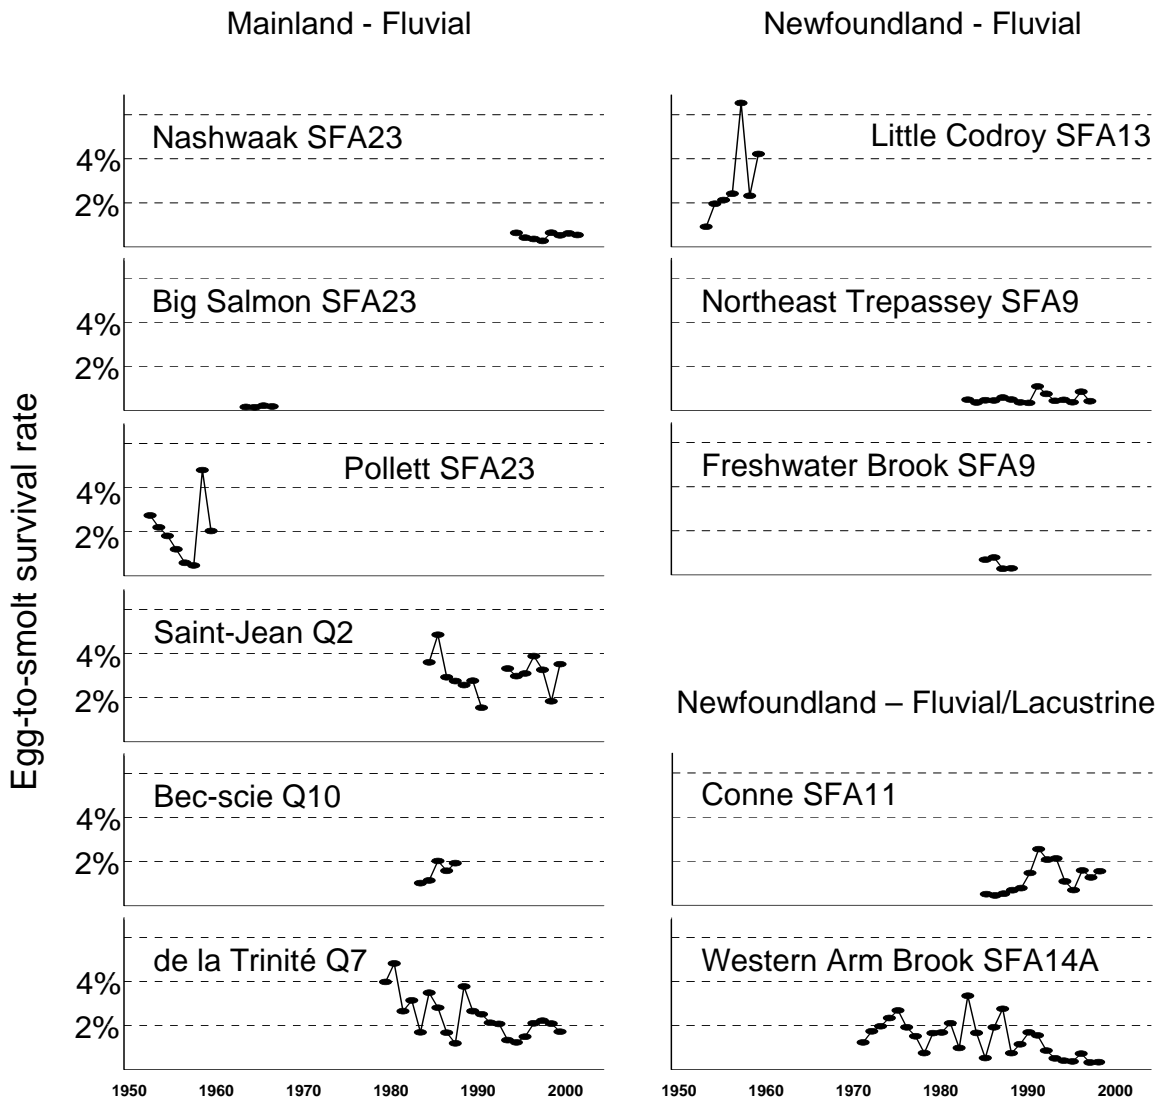 Mainland - Fluvial
Newfoundland - Fluvial
Egg-to-smolt survival rate
Nashwaak SFA23
4%
2%
Big Salmon SFA23
4%
2%
Pollett SFA23
4%
2%
Saint-Jean Q2
4%
2%
Bec-scie Q10
4%
2%
de la Trinité Q7
4%
2%
1950 1960 1970 1980 1990 2000
Little Codroy SFA13
Northeast Trepassey SFA9
Freshwater Brook SFA9
Newfoundland – Fluvial/Lacustrine
Conne SFA11
Western Arm Brook SFA14A
1950 1960 1970 1980 1990 2000